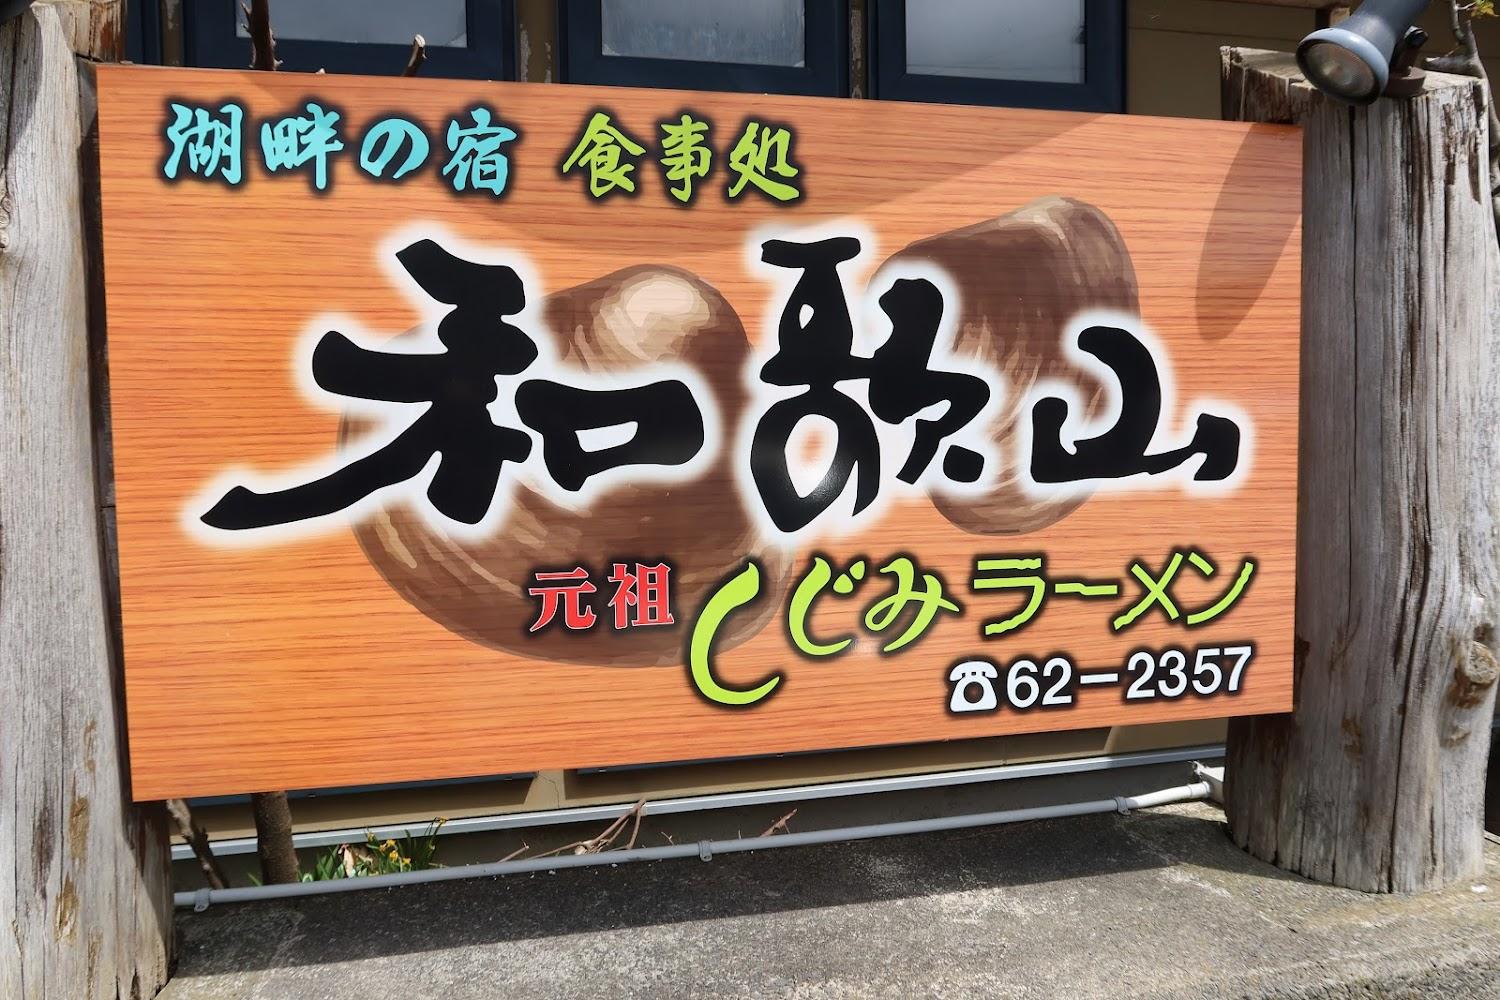 湖畔の宿 食事処
和歌山
元祖 しじみラーメン
☎62-2357